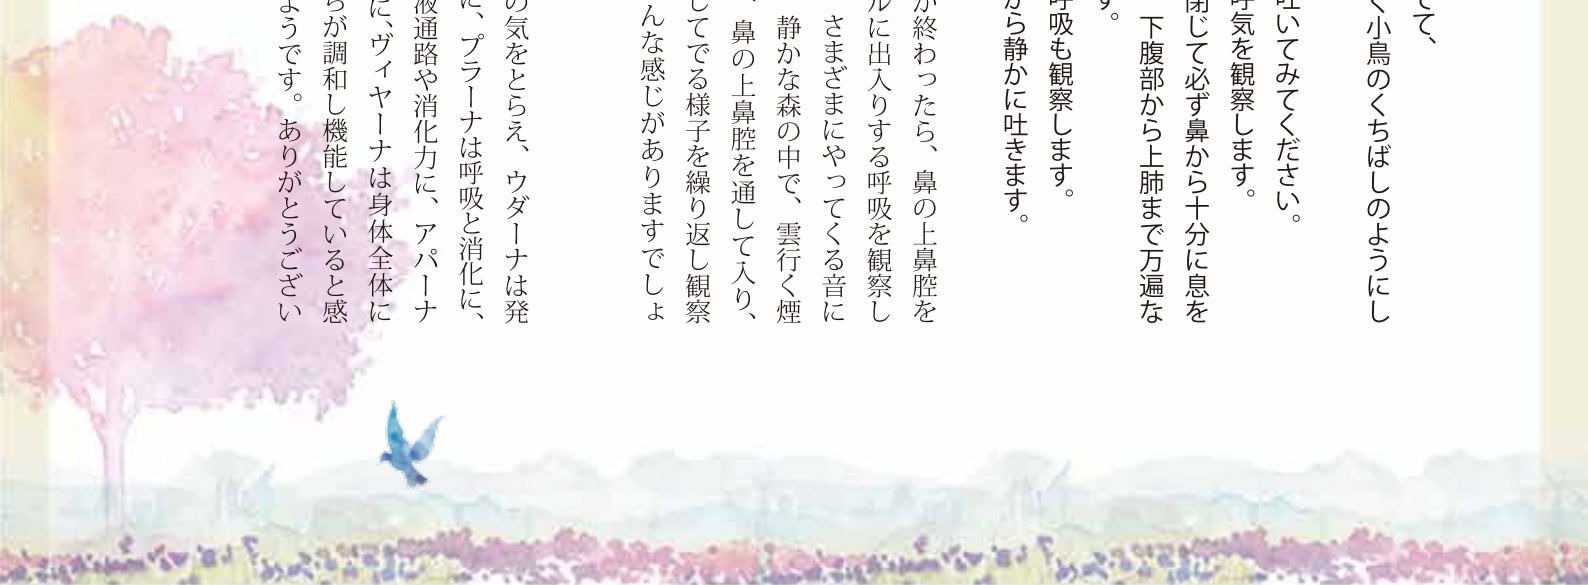 てて、
く小鳥のくちばしのようにし
吐いてみてください。
呼気を観察します。
閉じて必ず鼻から十分に息を
下腹部から上肺まで万遍な
す。
呼吸も観察します。
から静かに吐きます。
が終わったら、鼻の上鼻腔を
ルに出入りする呼吸を観察し
さまざまにやってくる音に
静かな森の中で、雲行く煙
、鼻の上鼻腔を通して入り、
してでる様子を繰り返し観察
んな感じがありますでしょ
の気をとらえ、ウダーナは発
に、プラーナは呼吸と消化に、
液通路や消化力に、アパーナ
に、ヴィヤーナは身体全体に
らが調和し機能していると感
ようです。ありがとうござい